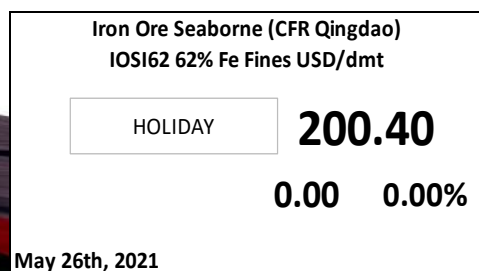 Iron Ore Seaborne (CFR Qingdao)
IOSI62 62% Fe Fines USD/dmt
HOLIDAY 200.40
0.00 0.00%
May 26th, 2021